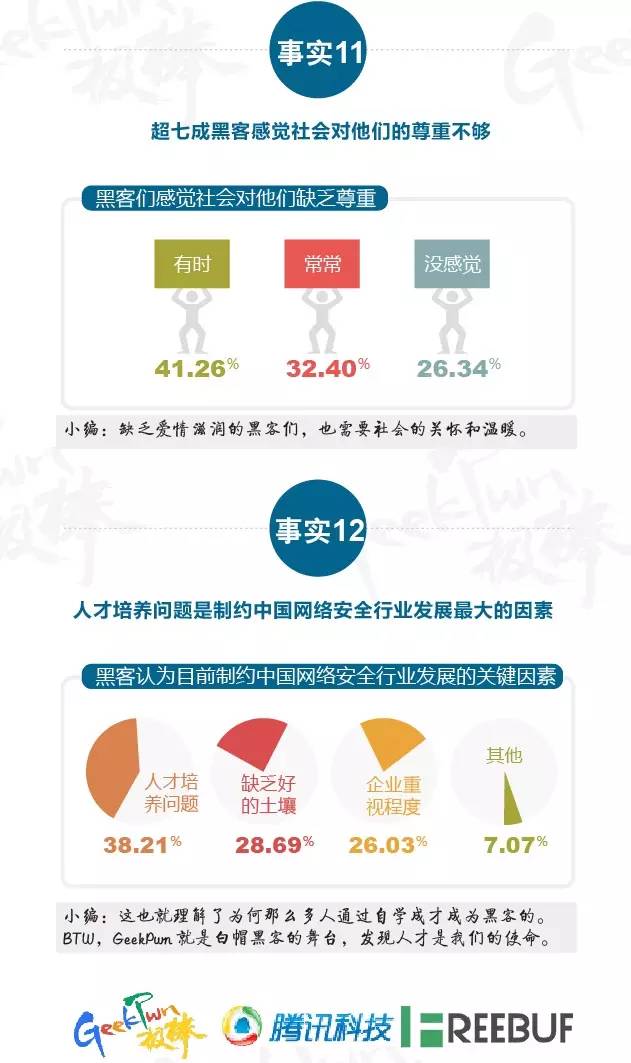 事实11
超七成黑客感觉社会对他们的尊重不够
黑客们感觉社会对他们缺乏尊重
有时 常常 没感觉
41.26% 32.40% 26.34%
小编：缺乏爱情滋润的黑客们，也需要社会的关怀和温暖。
事实12
人才培养问题是制约中国网络安全行业发展最大的因素
黑客认为目前制约中国网络安全行业发展的关键因素
人才培
养问题
缺乏好
的土壤
企业重
视程度
其他
38.21% 28.69% 26.03% 7.07%
小编：这也就理解了为何那么多人通过自学成才成为黑客的。
BTW，GeekPwn就是白帽黑客的舞台，发现人才是我们的使命。
GeekPwn 极棒 腾讯科技 FREEBUF